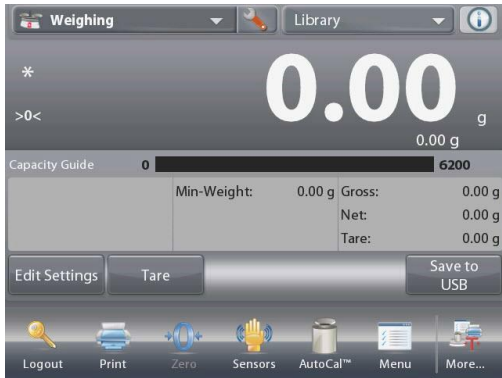 Weighing Library
*
>0<
0.00 g
0.00 g
Capacity Guide 0 6200
Min-Weight: 0.00 g Gross: 0.00 g
Net: 0.00 g
Tare: 0.00 g
Edit Settings Tare Save to
USB
Logout Print Zero Sensors AutoCal™ Menu More...